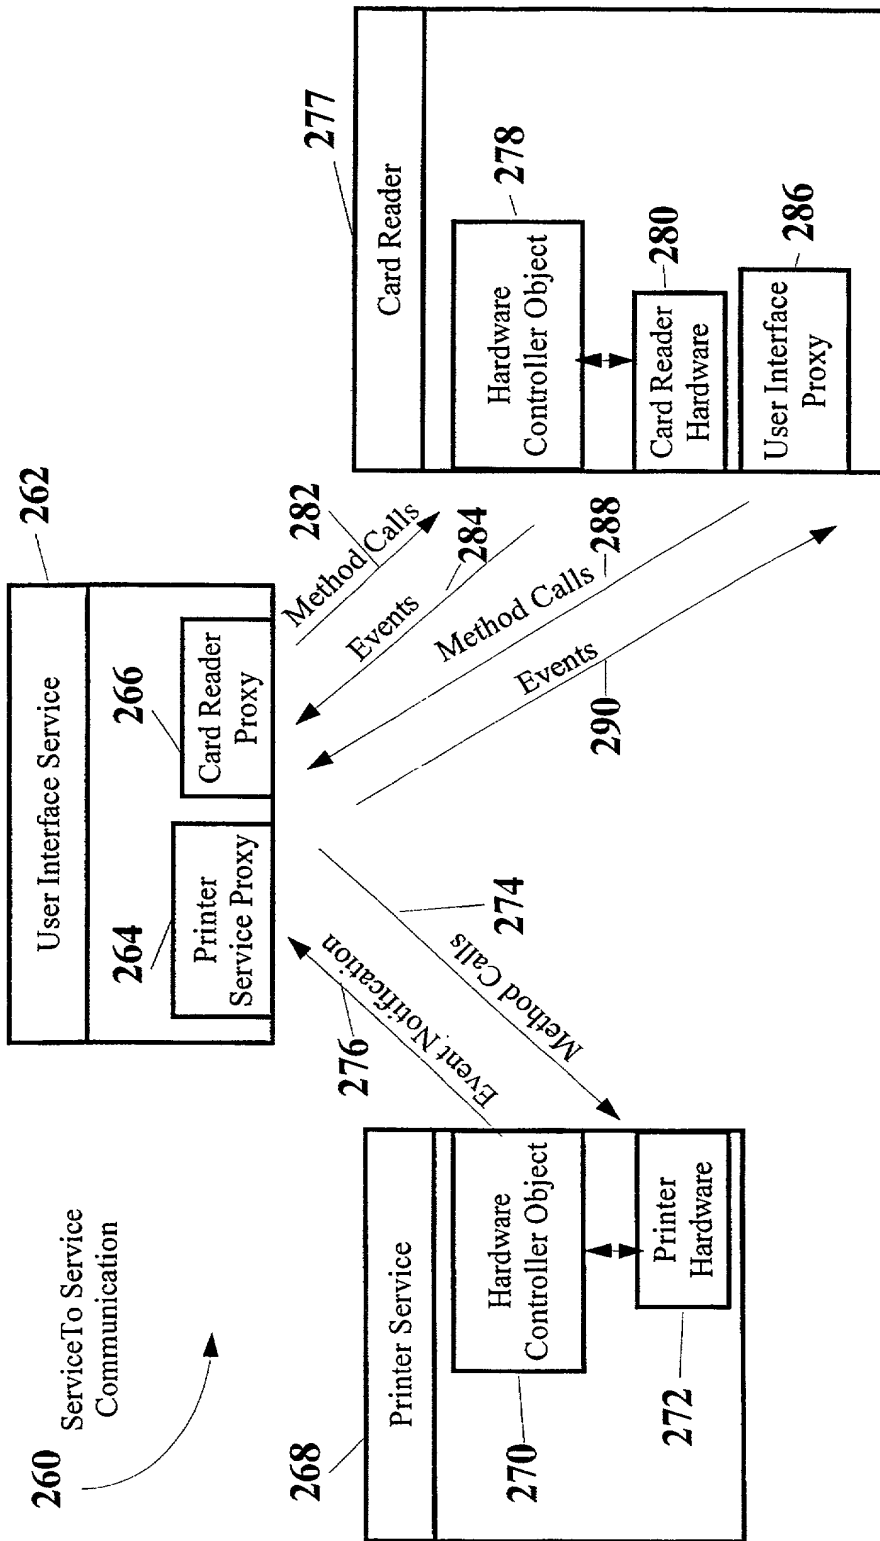 260
ServiceTo Service
Communication
User Interface Service
262
264
Printer
Service Proxy
266
Card Reader
Proxy
276
Event Notification
Method Calls
274
Method Calls
282
Events
284
Method Calls
288
Events
290
268
Printer Service
Hardware
Controller Object
270
Printer
Hardware
272
277
Card Reader
Hardware
Controller Object
278
Card Reader
Hardware
280
User Interface
Proxy
286